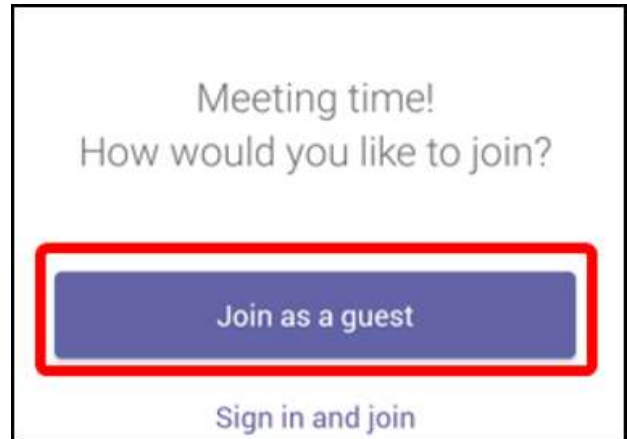 Meeting time!
How would you like to join?
Join as a guest
Sign in and join